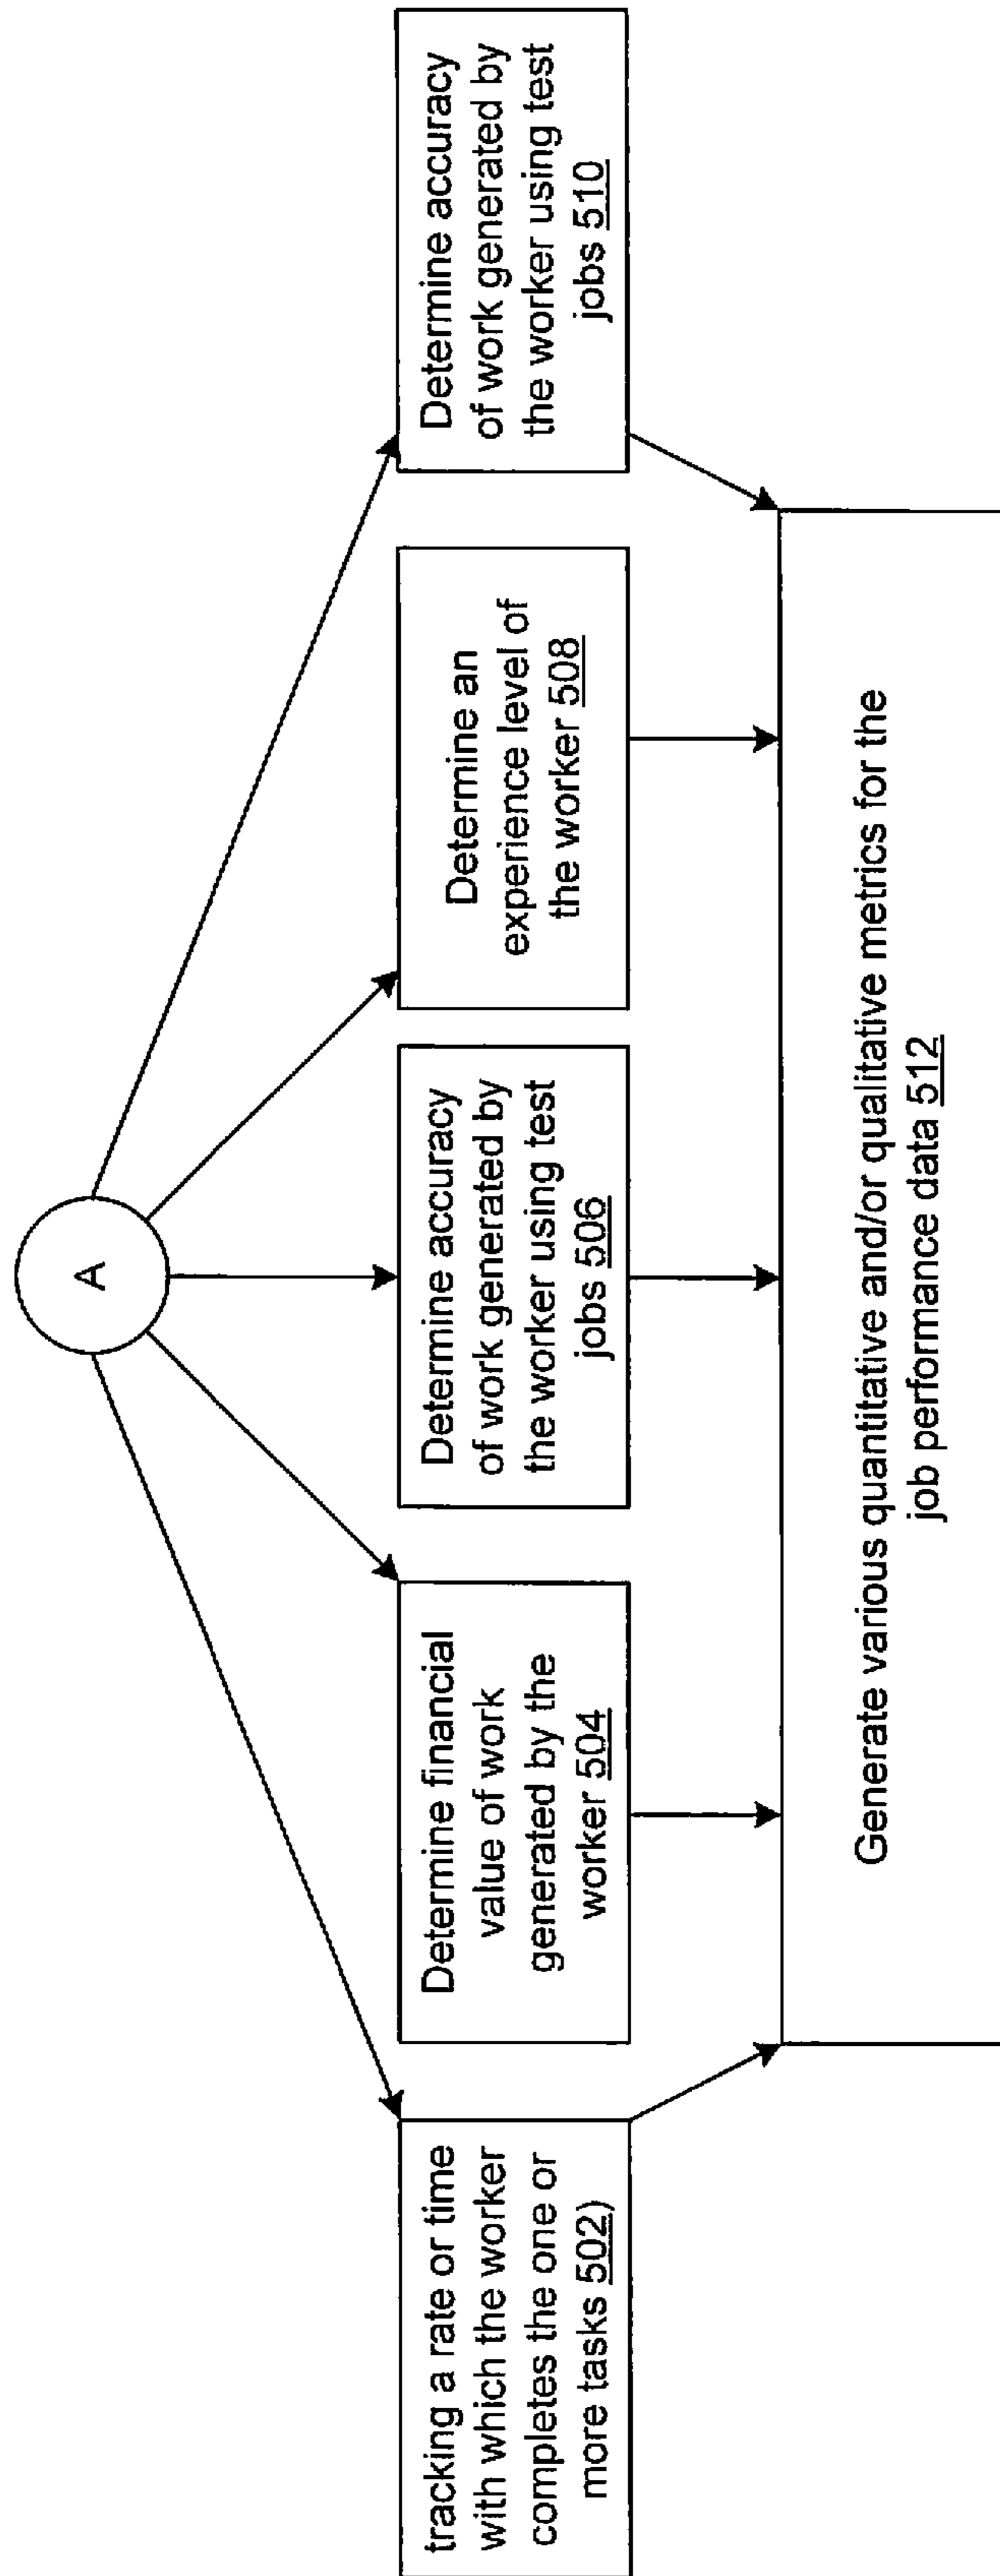 A
tracking a rate or time
with which the worker
completes the one or
more tasks 502)
Determine financial
value of work
generated by the
worker 504
Determine accuracy
of work generated by
the worker using test
jobs 506
Determine an
experience level of
the worker 508
Determine accuracy
of work generated by
the worker using test
jobs 510
Generate various quantitative and/or qualitative metrics for the
job performance data 512